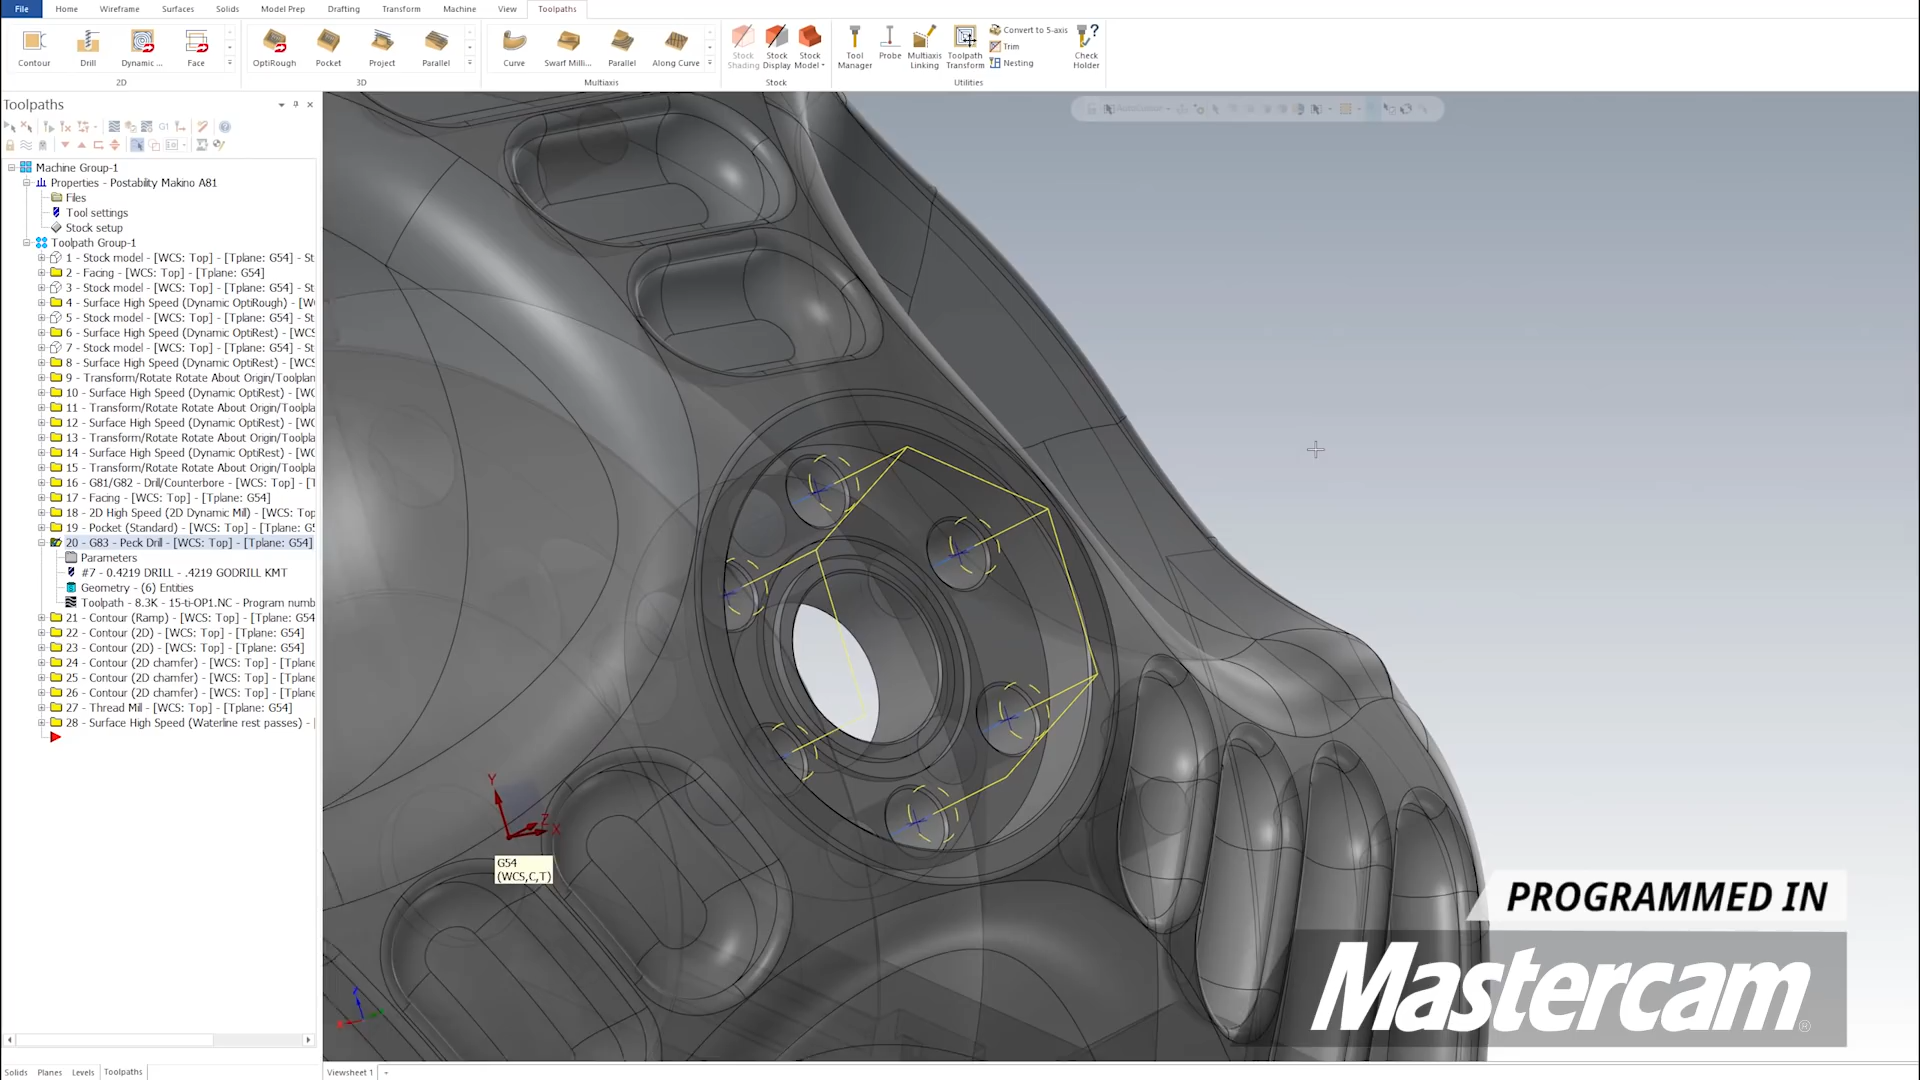 File Home Wireframe Surfaces Solids Model Prep Drafting Transform Machine View Toolpaths
Contour Drill Dynamic ... Face OptiRough Pocket Project Parallel Curve Swarf Milli... Parallel Along Curve Stock Shading Stock Display Stock Model Tool Manager Probe Multiaxis Linking Toolpath Transform Convert to 5-axis Trim Nesting Check Holder
2D 3D Multiaxis Stock Utilities
Toolpaths
G1
Machine Group-1
Properties - Postability Makino A81
Files
Tool settings
Stock setup
Toolpath Group-1
1 - Stock model - [WCS: Top] - [Tplane: G54] - St
2 - Facing - [WCS: Top] - [Tplane: G54]
3 - Stock model - [WCS: Top] - [Tplane: G54] - St
4 - Surface High Speed (Dynamic OptiRough) - [W
5 - Stock model - [WCS: Top] - [Tplane: G54] - St
6 - Surface High Speed (Dynamic OptiRest) - [WCS
7 - Stock model - [WCS: Top] - [Tplane: G54] - St
8 - Surface High Speed (Dynamic OptiRest) - [WCS
9 - Transform/Rotate Rotate About Origin/Toolplan
10 - Surface High Speed (Dynamic OptiRest) - [WC
11 - Transform/Rotate Rotate About Origin/Toolpla
12 - Surface High Speed (Dynamic OptiRest) - [WC
13 - Transform/Rotate Rotate About Origin/Toolpla
14 - Surface High Speed (Dynamic OptiRest) - [WC
15 - Transform/Rotate Rotate About Origin/Toolpla
16 - G81/G82 - Drill/Counterbore - [WCS: Top] - [T
17 - Facing - [WCS: Top] - [Tplane: G54]
18 - 2D High Speed (2D Dynamic Mill) - [WCS: Top
19 - Pocket (Standard) - [WCS: Top] - [Tplane: G5
20 - G83 - Peck Drill - [WCS: Top] - [Tplane: G54]
Parameters
#7 - 0.4219 DRILL - .4219 GODRILL KMT
Geometry - (6) Entities
Toolpath - 8.3K - 15-ti-OP1.NC - Program numb
21 - Contour (Ramp) - [WCS: Top] - [Tplane: G54
22 - Contour (2D) - [WCS: Top] - [Tplane: G54]
23 - Contour (2D) - [WCS: Top] - [Tplane: G54]
24 - Contour (2D chamfer) - [WCS: Top] - [Tplane
25 - Contour (2D chamfer) - [WCS: Top] - [Tplane
26 - Contour (2D chamfer) - [WCS: Top] - [Tplane
27 - Thread Mill - [WCS: Top] - [Tplane: G54]
28 - Surface High Speed (Waterline rest passes) - [
Y
Z
X
G54
(WCS,C,T)
PROGRAMMED IN
Mastercam®
Solids Planes Levels Toolpaths Viewsheet 1